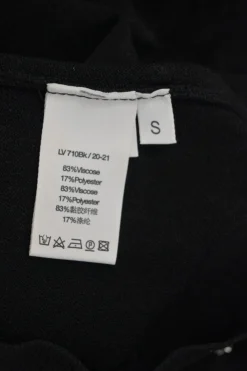 S
LV 710Bk / 20-21
83%Viscose
17%Polyester
83%Viscose
17%Polyester
83%黏胶纤维
17%涤纶